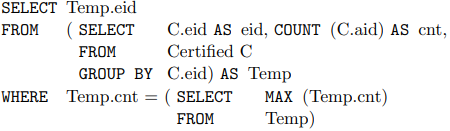 SELECT Temp.eid
FROM ( SELECT C.eid AS eid, COUNT (C.aid) AS cnt,
FROM Certified C
GROUP BY C.eid) AS Temp
WHERE Temp.cnt = ( SELECT MAX (Temp.cnt)
FROM Temp)